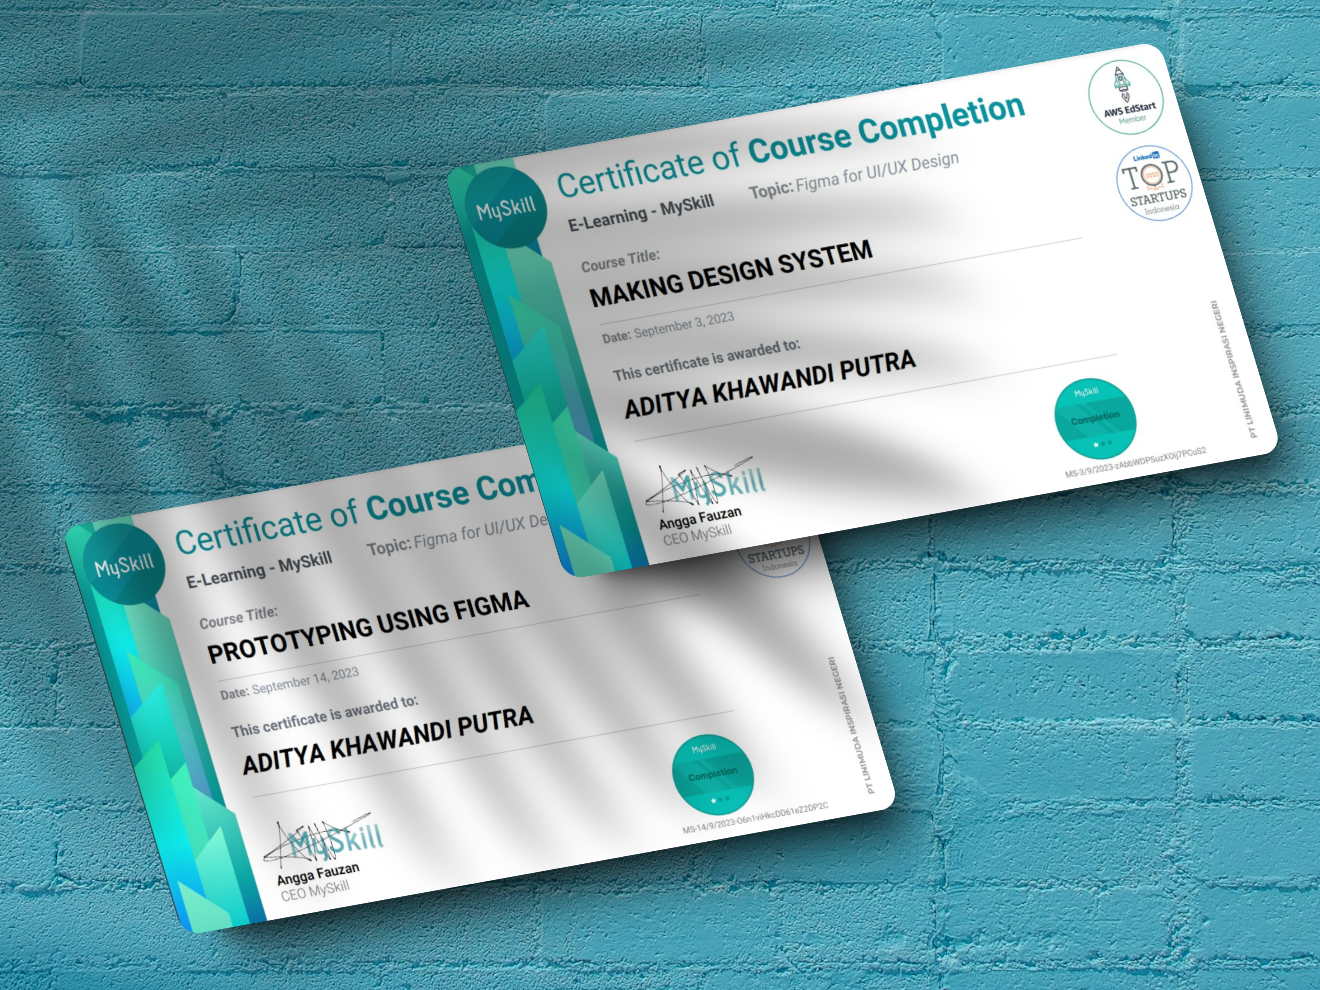 MySkill
Certificate of Course Completion
E-Learning - MySkill
Topic: Figma for UI/UX Design
Course Title:
MAKING DESIGN SYSTEM
Date: September 3, 2023
This certificate is awarded to:
ADITYA KHAWANDI PUTRA
MySkill
Angga Fauzan
CEO MySkill
AWS EdStart
Member
LinkedIn
TOP
STARTUPS
Indonesia
PT LINIMUDA INSPIRASI NEGERI
MySkill
Completion
MS-3/9/2023-zAbbWDPSuzXOij7PCuS2
MySkill
Certificate of Course Com
E-Learning - MySkill
Topic: Figma for UI/UX De
Course Title:
PROTOTYPING USING FIGMA
Date: September 14, 2023
This certificate is awarded to:
ADITYA KHAWANDI PUTRA
MySkill
Angga Fauzan
CEO MySkill
STARTUPS
Indonesia
PT LINIMUDA INSPIRASI NEGERI
MySkill
Completion
MS-14/9/2023-O6n1viHkcDD61eZ2DP2C